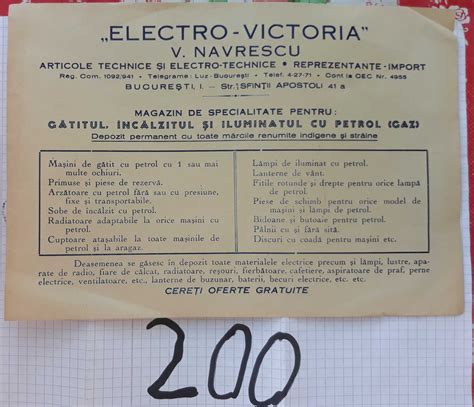 „ELECTRO-VICTORIA”
V. NAVRESCU
ARTICOLE TECHNICE ȘI ELECTRO-TECHNICE • REPREZENTANȚE-IMPORT
Reg. Com. 1092/941 • Telegrame: Luz-București • Telef. 4-27-71 • Cont la CEC Nr. 4955
BUCUREȘTI, I. — Str. SFINȚII APOSTOLI 41 a
MAGAZIN DE SPECIALITATE PENTRU:
GĂTITUL, ÎNCĂLZITUL ȘI ILUMINATUL CU PETROL (GAZ)
Depozit permanent cu toate mărcile renumite indigene și străine
Mașini de gătit cu petrol cu 1 sau mai
multe ochiuri.
Primuse și piese de rezervă.
Arzătoare cu petrol fără sau cu presiune,
fixe și transportabile.
Sobe de încălzit cu petrol.
Radiatoare adaptabile la orice mașini cu
petrol.
Cuptoare atașabile la toate mașinile de
petrol și la aragaz.
Lămpi de iluminat cu petrol.
Lanterne de vânt.
Fitile rotunde și drepte pentru orice lampă
de petrol.
Piese de schimb pentru orice model de
mașini și lămpi de petrol.
Bidoane și butoaie pentru petrol.
Pâlnii cu și fără sită.
Discuri cu coadă pentru mașini etc.
Deasemenea se găsesc în depozit toate materialele electrice precum și lămpi, lustre, apa-
rate de radio, fiare de călcat, radiatoare, reșouri, fierbătoare, cafetiere, aspiratoare de praf, perne
electrice, ventilatoare, etc., lanterne de buzunar, baterii, becuri electrice, etc. etc.
CEREȚI OFERTE GRATUITE
200